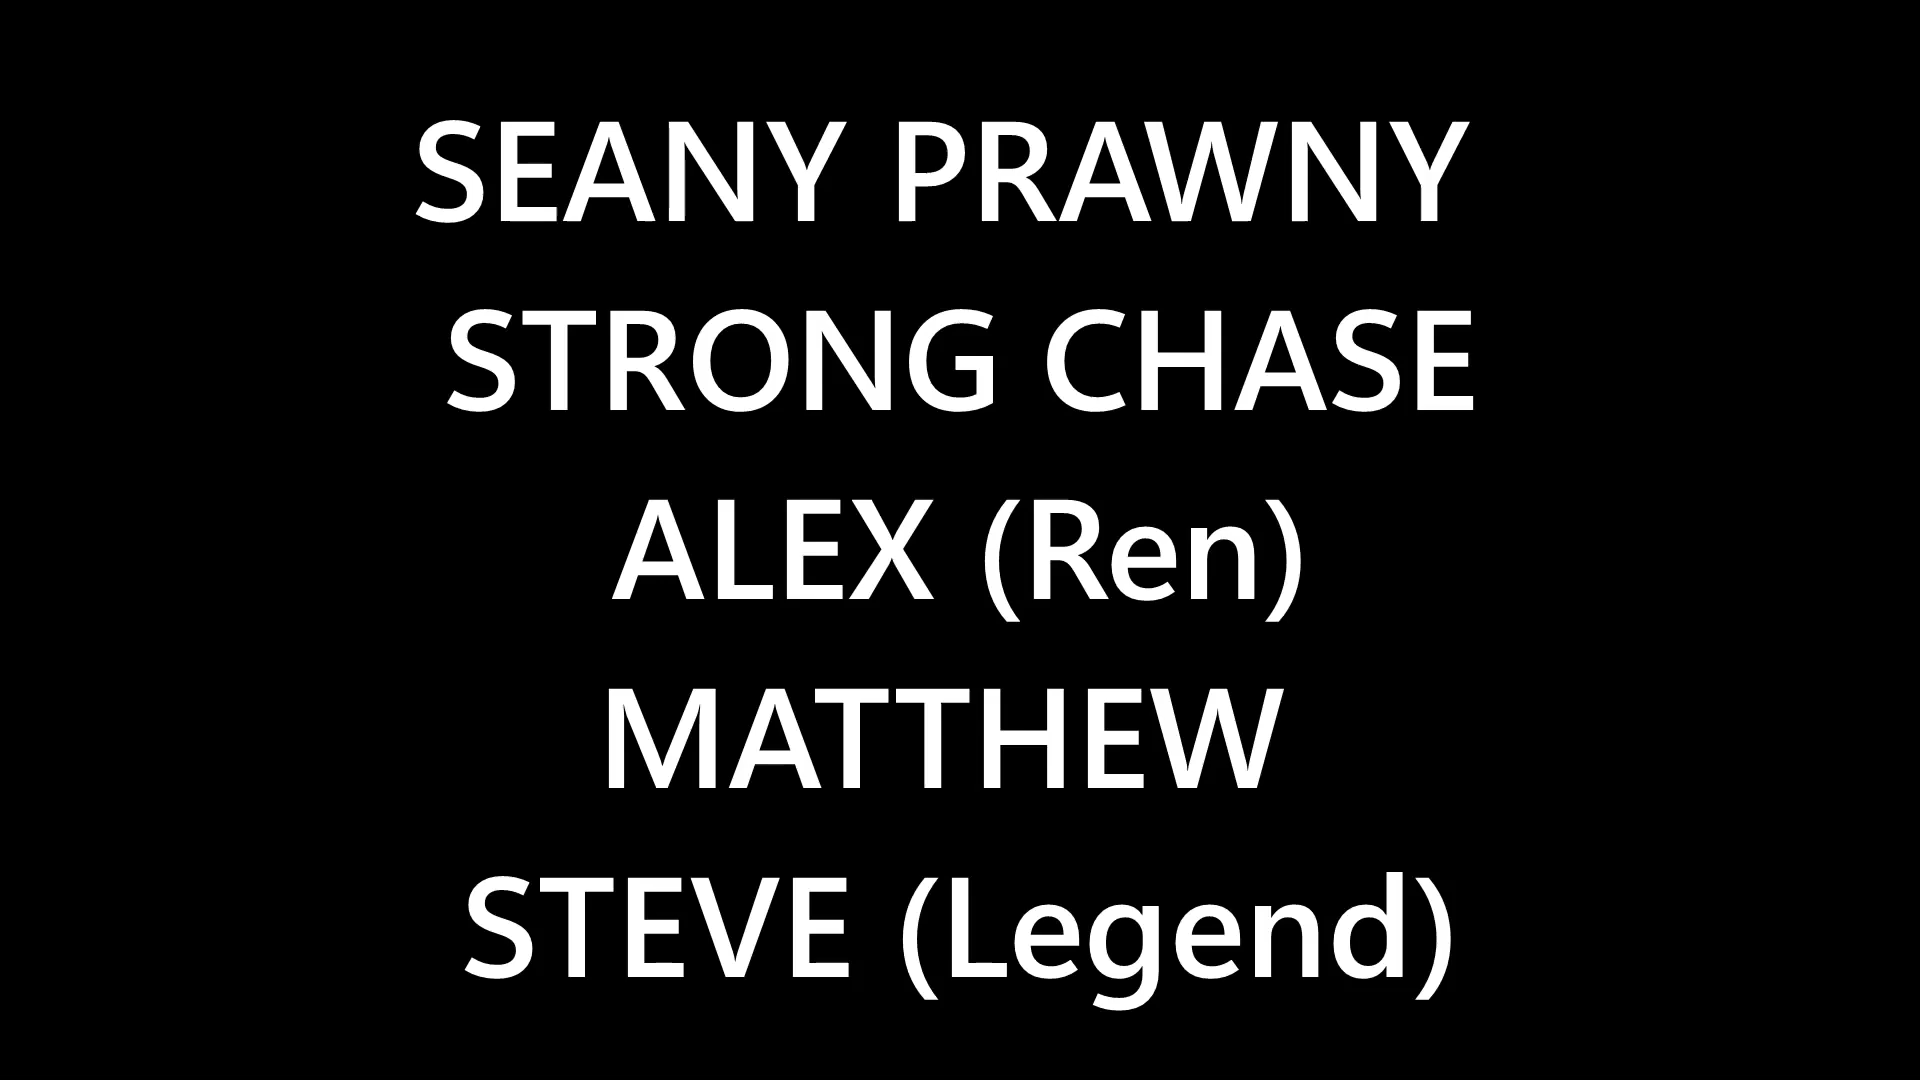 SEANY PRAWNY
STRONG CHASE
ALEX (Ren)
MATTHEW
STEVE (Legend)